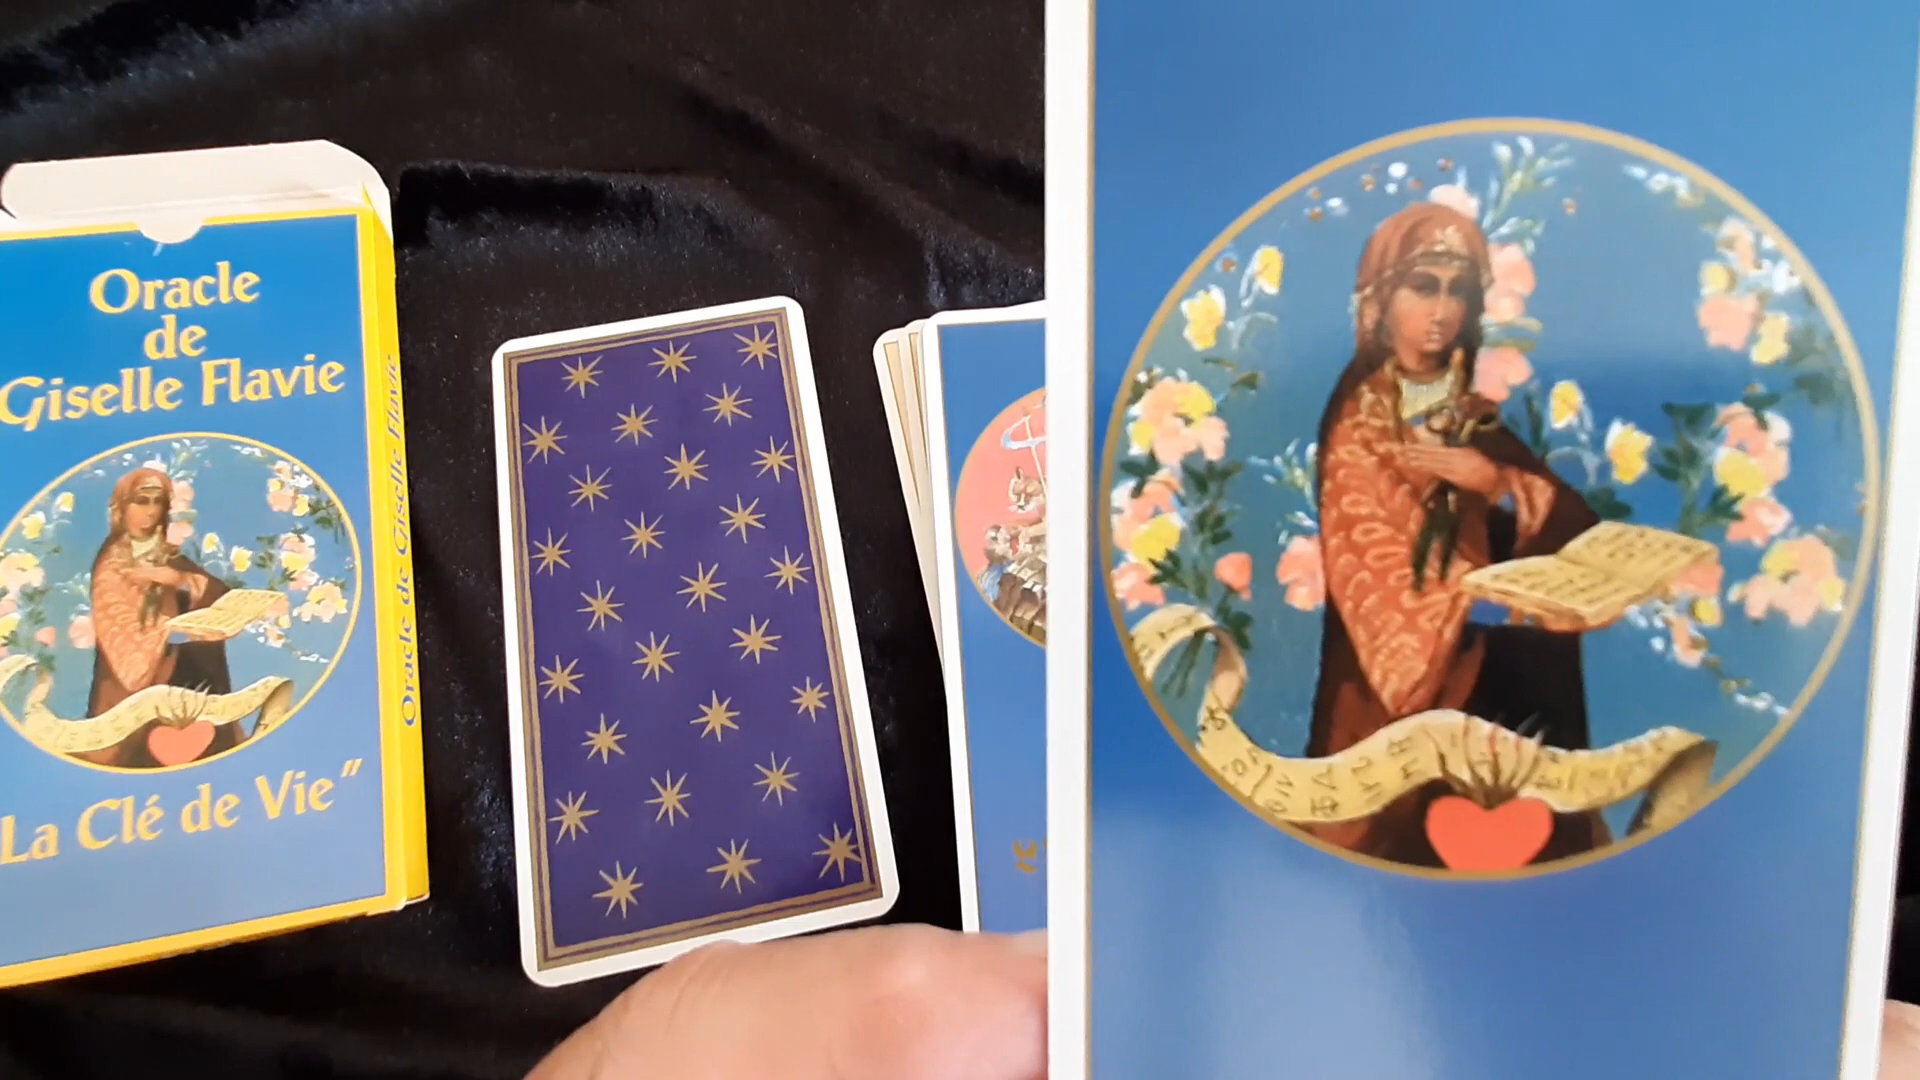 Oracle
de
Giselle Flavie
La Clé de Vie"
Oracle de Giselle Flavie